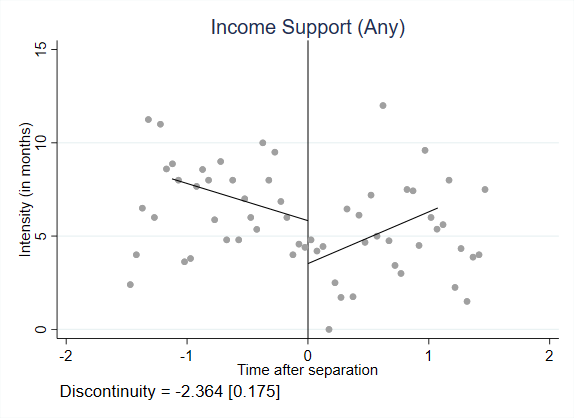 Income Support (Any)
Intensity (in months)
15
10
5
0
-2
-1
0
1
2
Time after separation
Discontinuity = -2.364 [0.175]